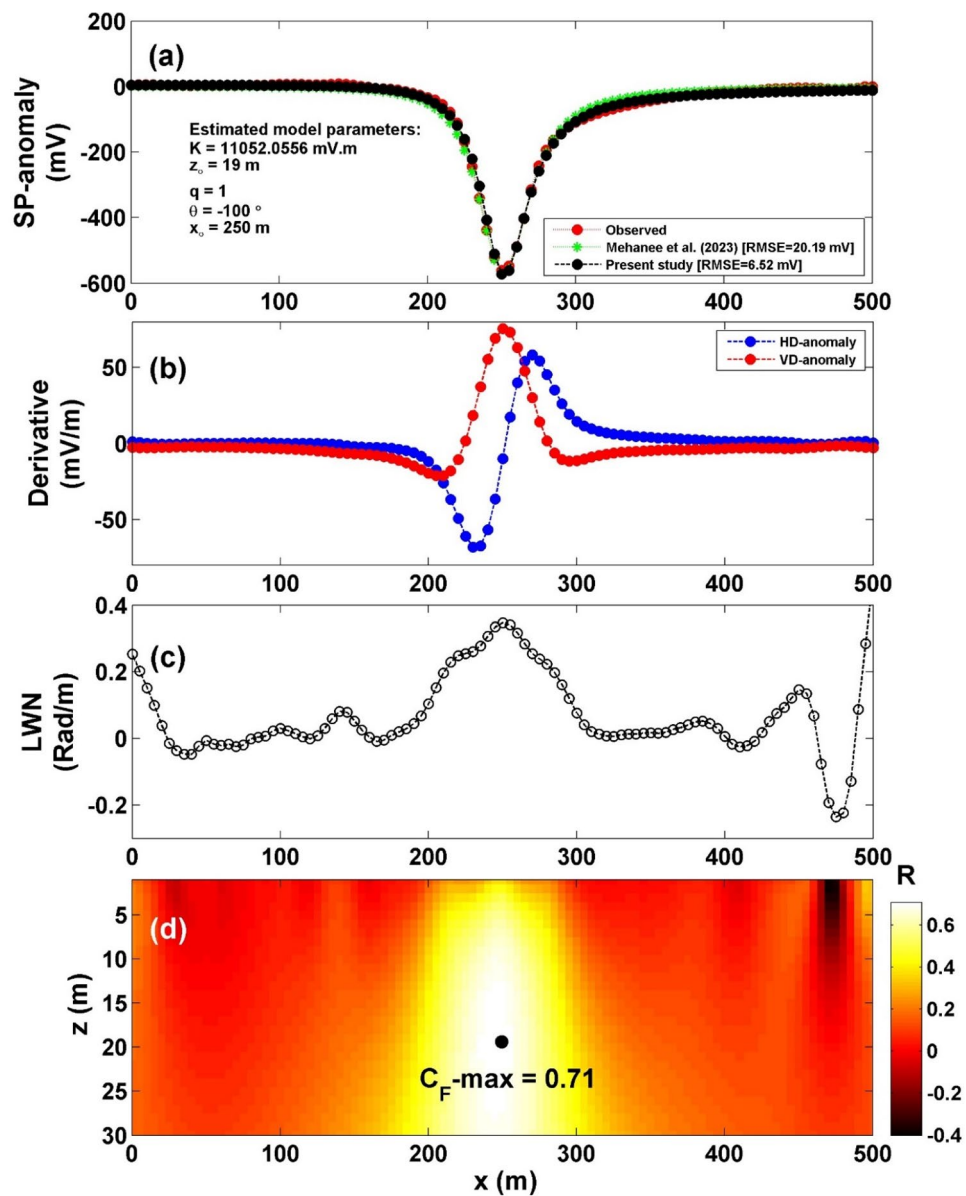 200
(a)
0
-200
-400
-600
SP-anomaly
(mV)
Estimated model parameters:
K = 11052.0556 mV.m
z₀ = 19 m
q = 1
θ = -100 °
x₀ = 250 m
Observed
Mehanee et al. (2023) [RMSE=20.19 mV]
Present study [RMSE=6.52 mV]
0 100 200 300 400 500
(b)
50
0
-50
Derivative
(mV/m)
HD-anomaly
VD-anomaly
0 100 200 300 400 500
0.4
(c)
0.2
0
-0.2
LWN
(Rad/m)
0 100 200 300 400 500
R
(d)
5
10
15
20
25
30
z (m)
C_F-max = 0.71
0.6
0.4
0.2
0
-0.2
-0.4
0 100 200 300 400 500
x (m)